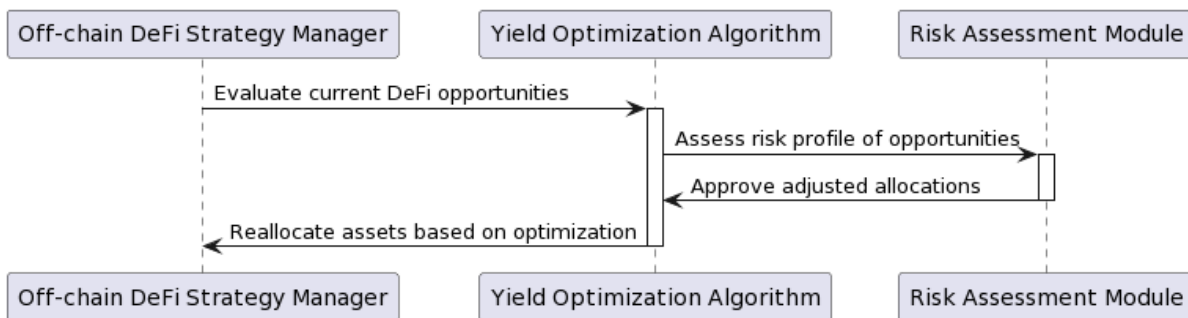 Off-chain DeFi Strategy Manager
Yield Optimization Algorithm
Risk Assessment Module
Evaluate current DeFi opportunities
Assess risk profile of opportunities
Approve adjusted allocations
Reallocate assets based on optimization
Off-chain DeFi Strategy Manager
Yield Optimization Algorithm
Risk Assessment Module